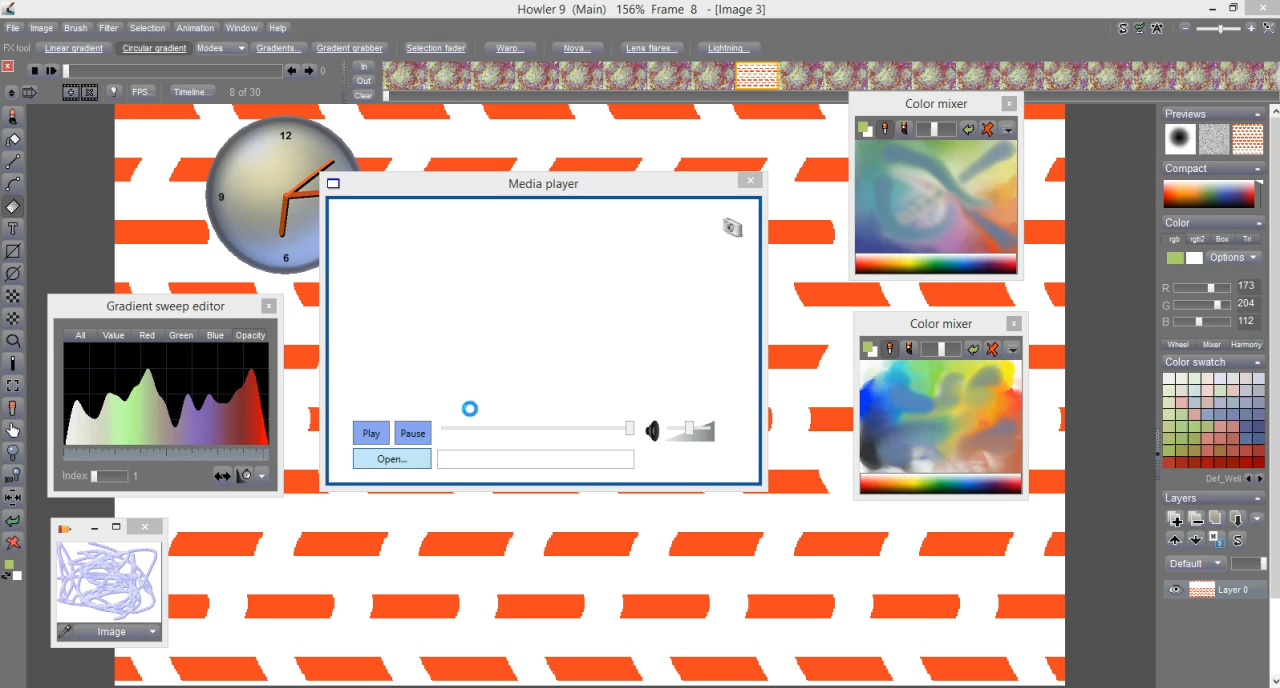 Howler 9 (Main) 156% Frame 8 - [Image 3]
File Image Brush Filter Selection Animation Window Help
FX tool Linear gradient Circular gradient Modes Gradients... Gradient grabber Selection fader Warp... Nova... Lens flares... Lightning...
0
In
Out
Clear
FPS... Timeline... 8 of 30
12
9
6
Media player
Play Pause
Open...
Color mixer
Color mixer
Gradient sweep editor
All Value Red Green Blue Opacity
Index 1
Image
Previews
Compact
Color
rgb rgb2 Box Tri
Options
R 173
G 204
B 112
Wheel Mixer Harmony
Color swatch
Def_Well
Layers
Default
Layer 0